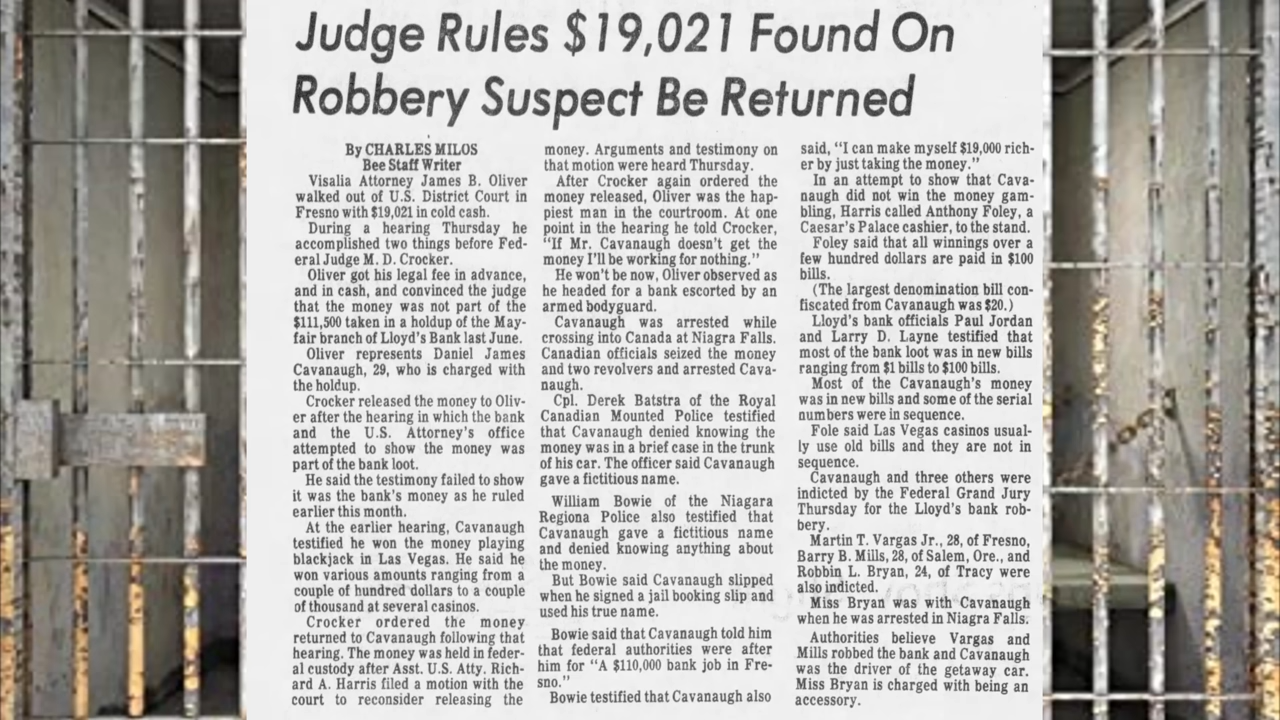 Judge Rules $19,021 Found On
Robbery Suspect Be Returned
By CHARLES MILOS
Bee Staff Writer
Visalia Attorney James B. Oliver
walked out of U.S. District Court in
Fresno with $19,021 in cold cash.
During a hearing Thursday he
accomplished two things before Fed-
eral Judge M. D. Crocker.
Oliver got his legal fee in advance,
and in cash, and convinced the judge
that the money was not part of the
$111,500 taken in a holdup of the May-
fair branch of Lloyd's Bank last June.
Oliver represents Daniel James
Cavanaugh, 29, who is charged with
the holdup.
Crocker released the money to Oliv-
er after the hearing in which the bank
and the U.S. Attorney's office
attempted to show the money was
part of the bank loot.
He said the testimony failed to show
it was the bank's money as he ruled
earlier this month.
At the earlier hearing, Cavanaugh
testified he won the money playing
blackjack in Las Vegas. He said he
won various amounts ranging from a
couple of hundred dollars to a couple
of thousand at several casinos.
Crocker ordered the money
returned to Cavanaugh following that
hearing. The money was held in feder-
al custody after Asst. U.S. Atty. Rich-
ard A. Harris filed a motion with the
court to reconsider releasing the
money. Arguments and testimony on
that motion were heard Thursday.
After Crocker again ordered the
money released, Oliver was the hap-
piest man in the courtroom. At one
point in the hearing he told Crocker,
"If Mr. Cavanaugh doesn't get the
money I'll be working for nothing."
He won't be now, Oliver observed as
he headed for a bank escorted by an
armed bodyguard.
Cavanaugh was arrested while
crossing into Canada at Niagra Falls.
Canadian officials seized the money
and two revolvers and arrested Cava-
naugh.
Cpl. Derek Batstra of the Royal
Canadian Mounted Police testified
that Cavanaugh denied knowing the
money was in a brief case in the trunk
of his car. The officer said Cavanaugh
gave a fictitious name.
William Bowie of the Niagara
Regiona Police also testified that
Cavanaugh gave a fictitious name
and denied knowing anything about
the money.
But Bowie said Cavanaugh slipped
when he signed a jail booking slip and
used his true name.
Bowie said that Cavanaugh told him
that federal authorities were after
him for "A $110,000 bank job in Fre-
sno."
Bowie testified that Cavanaugh also
said, "I can make myself $19,000 rich-
er by just taking the money."
In an attempt to show that Cava-
naugh did not win the money gam-
bling, Harris called Anthony Foley, a
Caesar's Palace cashier, to the stand.
Foley said that all winnings over a
few hundred dollars are paid in $100
bills.
(The largest denomination bill con-
fiscated from Cavanaugh was $20.)
Lloyd's bank officials Paul Jordan
and Larry D. Layne testified that
most of the bank loot was in new bills
ranging from $1 bills to $100 bills.
Most of the Cavanaugh's money
was in new bills and some of the serial
numbers were in sequence.
Fole said Las Vegas casinos usual-
ly use old bills and they are not in
sequence.
Cavanaugh and three others were
indicted by the Federal Grand Jury
Thursday for the Lloyd's bank rob-
bery.
Martin T. Vargas Jr., 28, of Fresno,
Barry B. Mills, 28, of Salem, Ore., and
Robbin L. Bryan, 24, of Tracy were
also indicted.
Miss Bryan was with Cavanaugh
when he was arrested in Niagra Falls.
Authorities believe Vargas and
Mills robbed the bank and Cavanaugh
was the driver of the getaway car.
Miss Bryan is charged with being an
accessory.